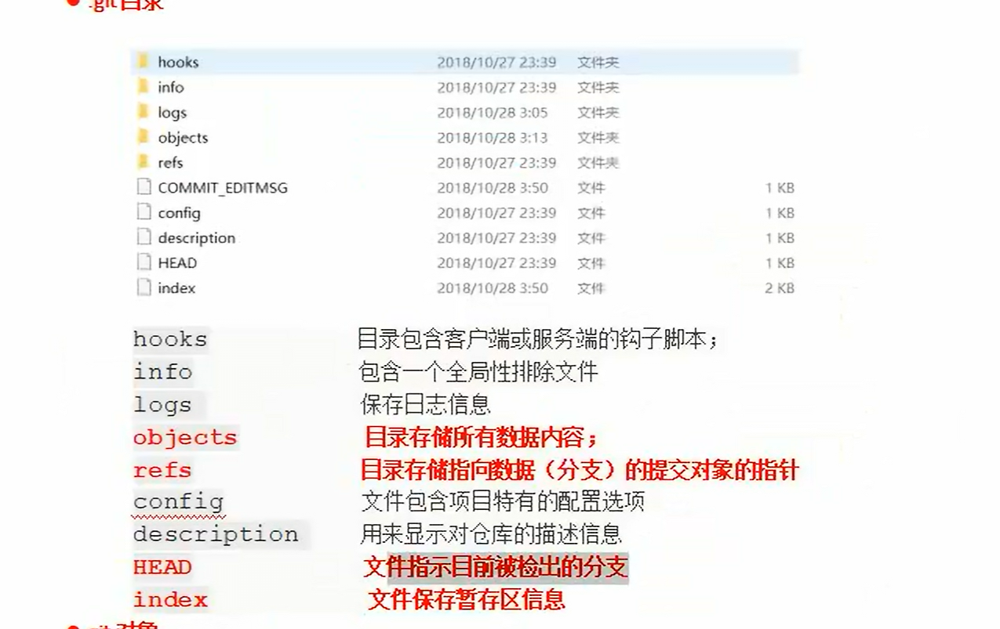 .git目录
hooks 2018/10/27 23:39 文件夹
info 2018/10/27 23:39 文件夹
logs 2018/10/28 3:05 文件夹
objects 2018/10/28 3:13 文件夹
refs 2018/10/27 23:39 文件夹
COMMIT_EDITMSG 2018/10/28 3:50 文件 1 KB
config 2018/10/27 23:39 文件 1 KB
description 2018/10/27 23:39 文件 1 KB
HEAD 2018/10/27 23:39 文件 1 KB
index 2018/10/28 3:50 文件 2 KB
hooks 目录包含客户端或服务端的钩子脚本；
info 包含一个全局性排除文件
logs 保存日志信息
objects 目录存储所有数据内容；
refs 目录存储指向数据（分支）的提交对象的指针
config 文件包含项目特有的配置选项
description 用来显示对仓库的描述信息
HEAD 文件指示目前被检出的分支
index 文件保存暂存区信息
git 对象